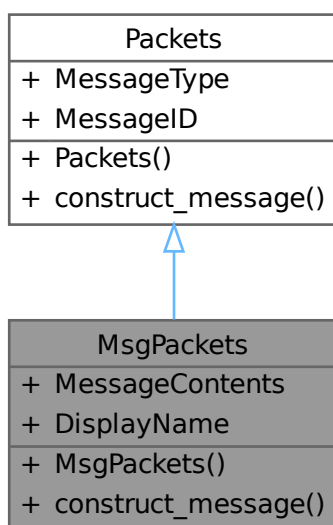 Packets
+ MessageType
+ MessageID
+ Packets()
+ construct_message()
MsgPackets
+ MessageContents
+ DisplayName
+ MsgPackets()
+ construct_message()